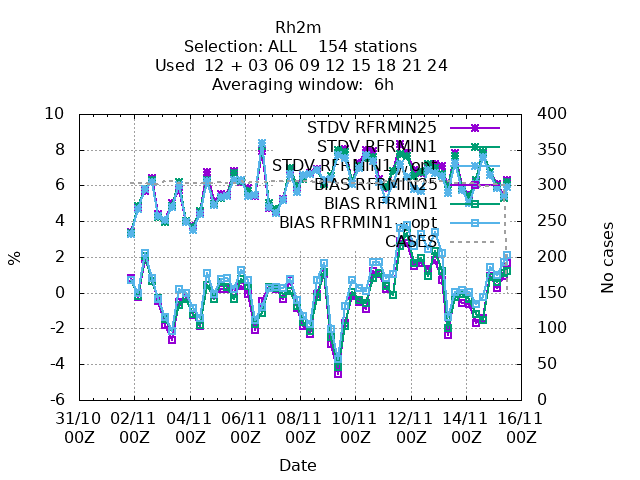 Rh2m
Selection: ALL    154 stations
Used  12 + 03 06 09 12 15 18 21 24
Averaging window:  6h
10
8
6
4
2
0
-2
-4
-6
%
400
350
300
250
200
150
100
50
0
No cases
STDV RFRMIN25
STDV RFRMIN1
STDV RFRMIN1 opt
BIAS RFRMIN25
BIAS RFRMIN1
BIAS RFRMIN1 opt
CASES
31/10 02/11 04/11 06/11 08/11 10/11 12/11 14/11 16/11
00Z 00Z 00Z 00Z 00Z 00Z 00Z 00Z 00Z
Date